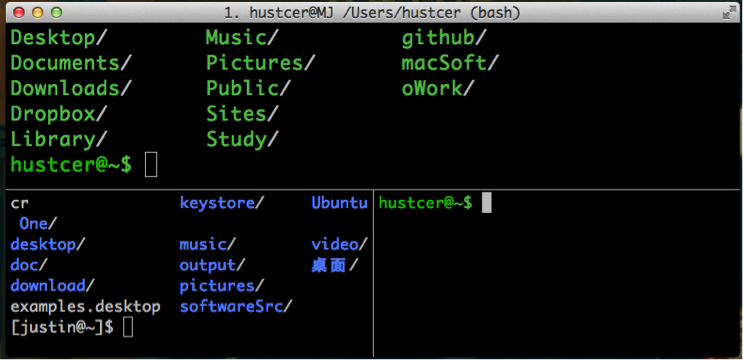 1. hustcer@MJ /Users/hustcer (bash)
Desktop/ Music/ github/
Documents/ Pictures/ macSoft/
Downloads/ Public/ oWork/
Dropbox/ Sites/
Library/ Study/
hustcer@~$
cr keystore/ Ubuntu
One/
desktop/ music/ video/
doc/ output/ 桌面/
download/ pictures/
examples.desktop softwareSrc/
[justin@~]$
hustcer@~$